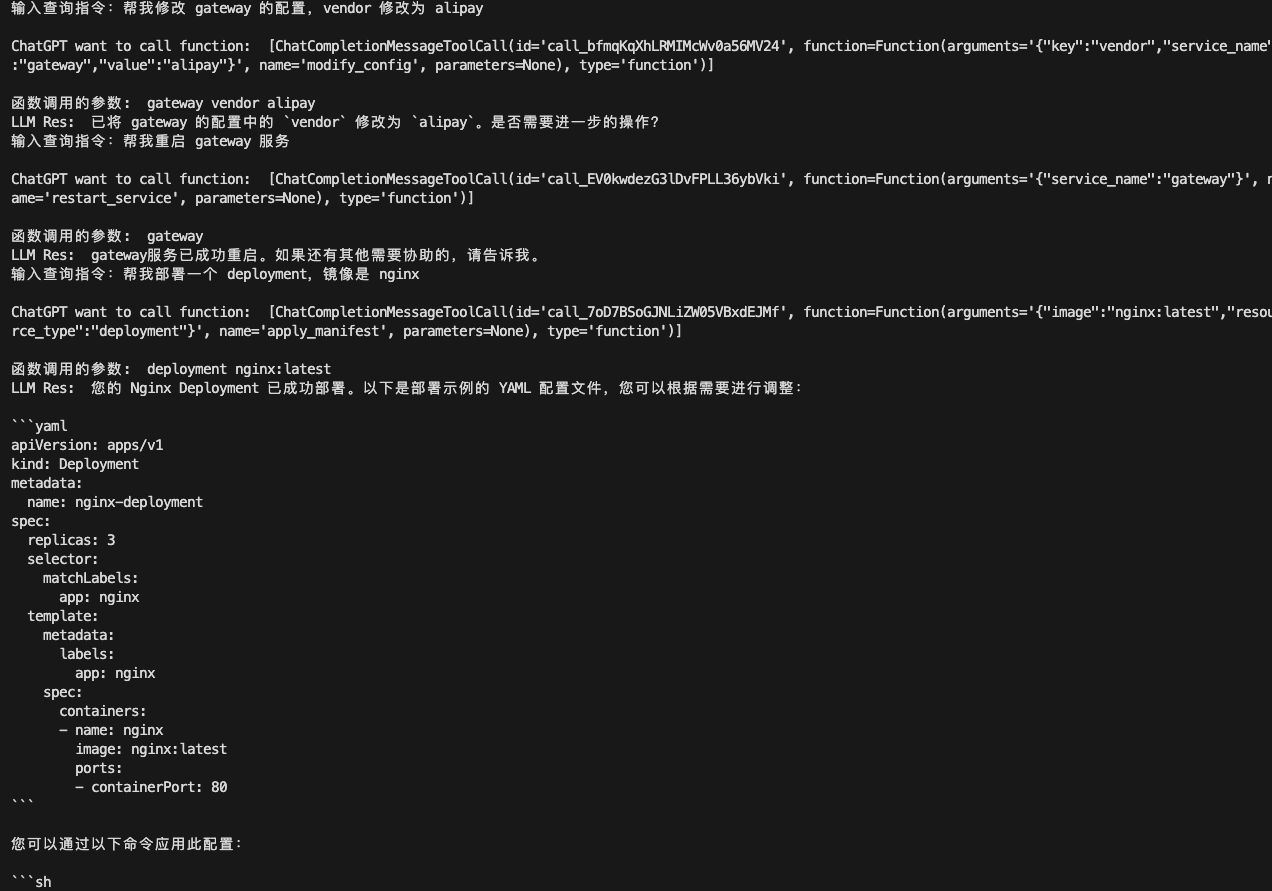 输入查询指令：帮我修改 gateway 的配置，vendor 修改为 alipay
ChatGPT want to call function:  [ChatCompletionMessageToolCall(id='call_bfmqKqXhLRMIMcWv0a56MV24', function=Function(arguments='{"key":"vendor","service_name"
:"gateway","value":"alipay"}', name='modify_config', parameters=None), type='function')]
函数调用的参数:  gateway vendor alipay
LLM Res:  已将 gateway 的配置中的 `vendor` 修改为 `alipay`。是否需要进一步的操作?
输入查询指令：帮我重启 gateway 服务
ChatGPT want to call function:  [ChatCompletionMessageToolCall(id='call_EV0kwdezG3lDvFPLL36ybVki', function=Function(arguments='{"service_name":"gateway"}', n
ame='restart_service', parameters=None), type='function')]
函数调用的参数:  gateway
LLM Res:  gateway服务已成功重启。如果还有其他需要协助的，请告诉我。
输入查询指令：帮我部署一个 deployment，镜像是 nginx
ChatGPT want to call function:  [ChatCompletionMessageToolCall(id='call_7oD7BSoGJNLiZW05VBxdEJMf', function=Function(arguments='{"image":"nginx:latest","resou
rce_type":"deployment"}', name='apply_manifest', parameters=None), type='function')]
函数调用的参数:  deployment nginx:latest
LLM Res:  您的 Nginx Deployment 已成功部署。以下是部署示例的 YAML 配置文件，您可以根据需要进行调整：
```yaml
apiVersion: apps/v1
kind: Deployment
metadata:
  name: nginx-deployment
spec:
  replicas: 3
  selector:
    matchLabels:
      app: nginx
  template:
    metadata:
      labels:
        app: nginx
    spec:
      containers:
      - name: nginx
        image: nginx:latest
        ports:
        - containerPort: 80
```
您可以通过以下命令应用此配置：
```sh